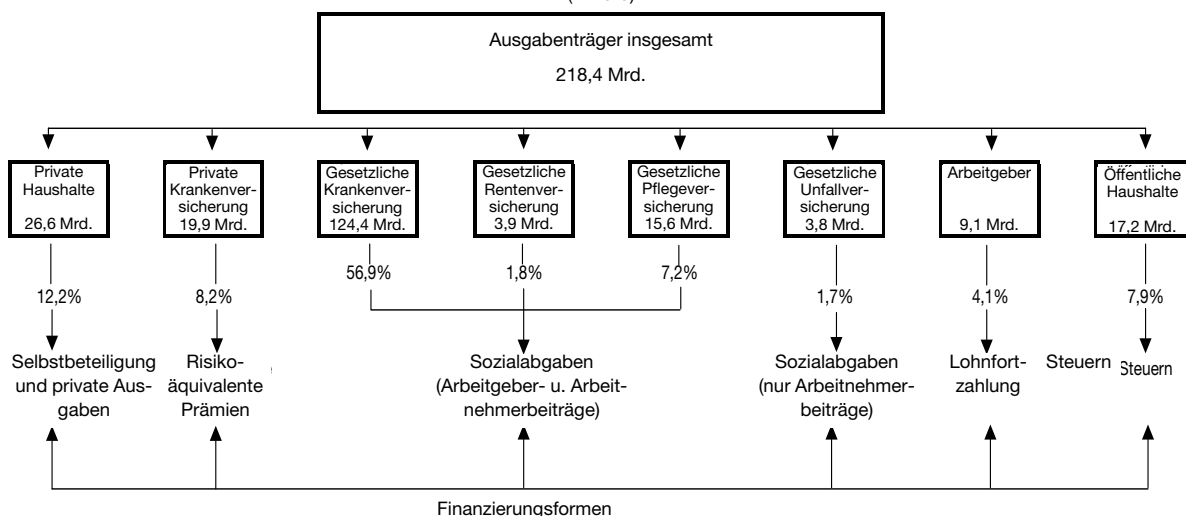 Ausgabenträger insgesamt
218,4 Mrd.
Private
Haushalte
26,6 Mrd.
Private
Krankenver-
sicherung
19,9 Mrd.
Gesetzliche
Krankenver-
sicherung
124,4 Mrd.
Gesetzliche
Rentenver-
sicherung
3,9 Mrd.
Gesetzliche
Pflegever-
sicherung
15,6 Mrd.
Gesetzliche
Unfallver-
sicherung
3,8 Mrd.
Arbeitgeber
9,1 Mrd.
Öffentliche
Haushalte
17,2 Mrd.
56,9%
1,8%
7,2%
12,2%
8,2%
1,7%
4,1%
7,9%
Selbstbeteiligung
und private Aus-
gaben
Risiko-
äquivalente
Prämien
Sozialabgaben
(Arbeitgeber- u. Arbeit-
nehmerbeiträge)
Sozialabgaben
(nur Arbeitnehmer-
beiträge)
Lohnfort-
zahlung
Steuern
Steuern
Finanzierungsformen